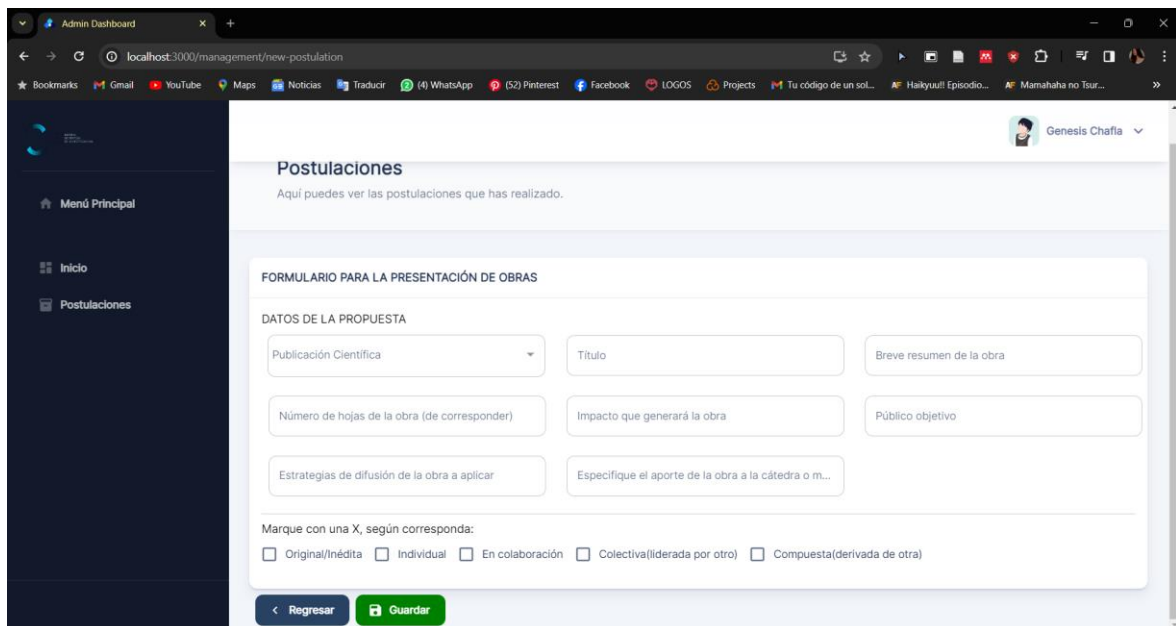 Admin Dashboard
localhost:3000/management/new-postulation
Bookmarks Gmail YouTube Maps Noticias Traducir (4) WhatsApp (52) Pinterest Facebook LOGOS Projects Tu código de un sol... Haikyuu!! Episodio... Mamahaha no Tsur... »
Genesis Chafla
Postulaciones
Aquí puedes ver las postulaciones que has realizado.
Menú Principal
Inicio
Postulaciones
FORMULARIO PARA LA PRESENTACIÓN DE OBRAS
DATOS DE LA PROPUESTA
Publicación Científica Título Breve resumen de la obra
Número de hojas de la obra (de corresponder) Impacto que generará la obra Público objetivo
Estrategias de difusión de la obra a aplicar Especifique el aporte de la obra a la cátedra o m...
Marque con una X, según corresponda:
Original/Inédita Individual En colaboración Colectiva(liderada por otro) Compuesta(derivada de otra)
Regresar Guardar